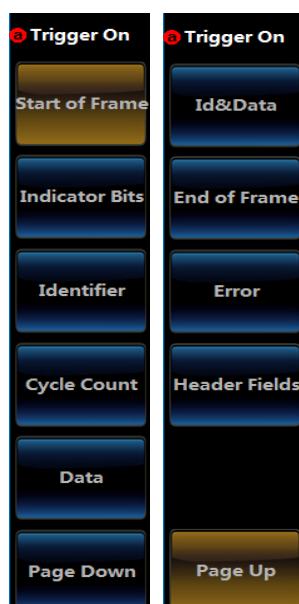 a Trigger On
Start of Frame
Indicator Bits
Identifier
Cycle Count
Data
Page Down
a Trigger On
Id&Data
End of Frame
Error
Header Fields
Page Up